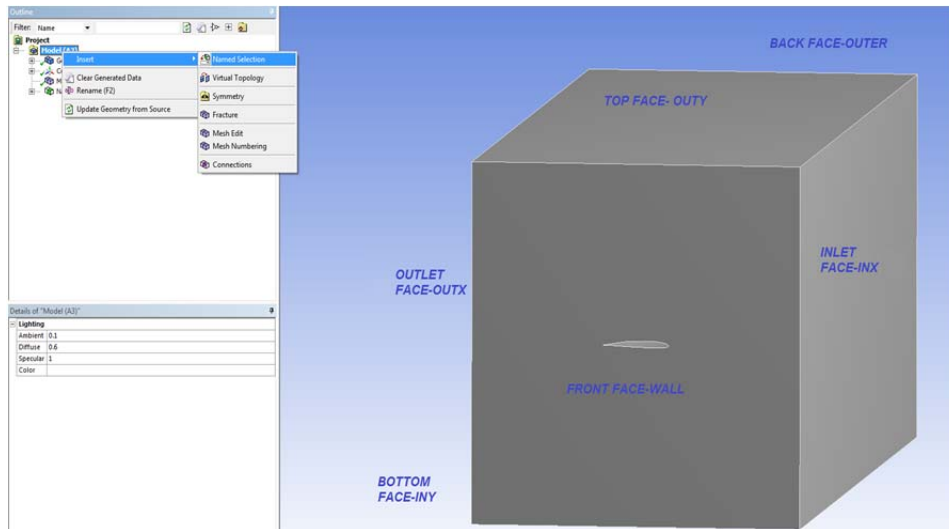 Outline
Filter: Name
Project
Model (A3)
Insert
Named Selection
Clear Generated Data
Virtual Topology
Rename (F2)
Symmetry
Update Geometry from Source
Fracture
Mesh Edit
Mesh Numbering
Connections
Details of "Model (A3)"
Lighting
Ambient 0.1
Diffuse 0.6
Specular 1
Color
BACK FACE-OUTER
TOP FACE- OUTY
INLET
FACE-INX
OUTLET
FACE-OUTX
FRONT FACE-WALL
BOTTOM
FACE-INY